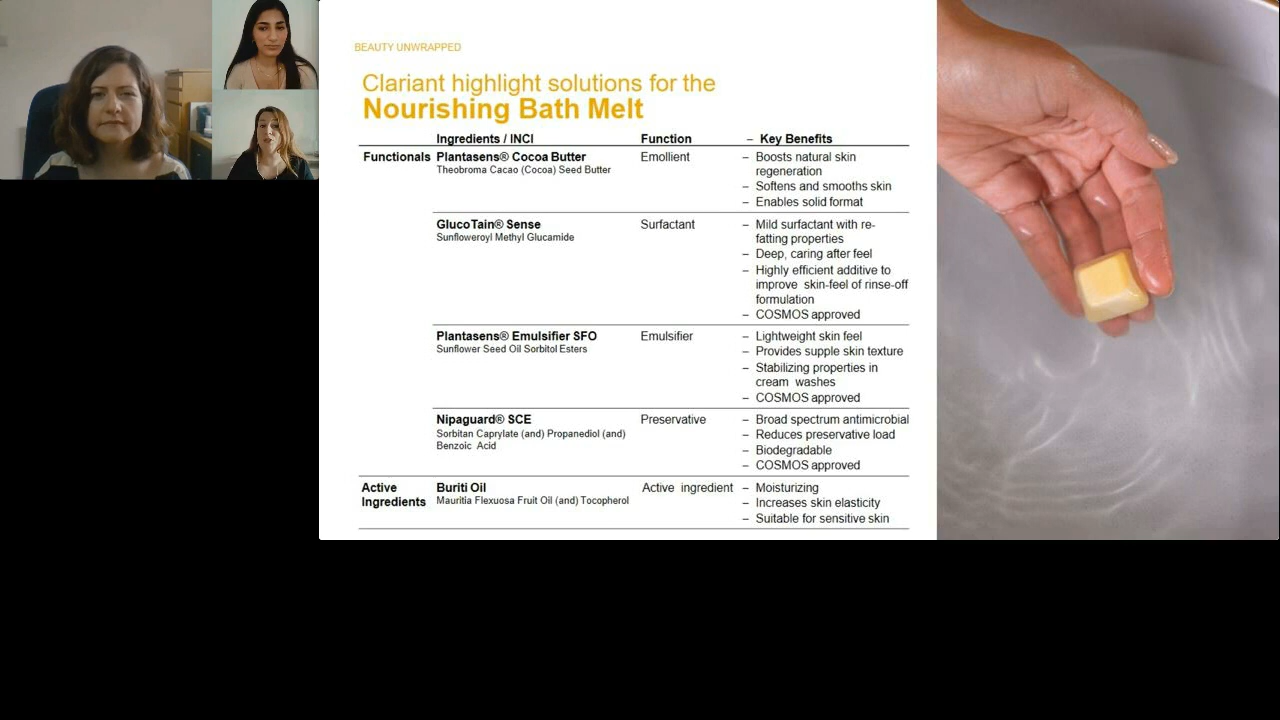 BEAUTY UNWRAPPED
Clariant highlight solutions for the
Nourishing Bath Melt
Ingredients / INCI Function – Key Benefits
Functionals Plantasens® Cocoa Butter Emollient – Boosts natural skin
Theobroma Cacao (Cocoa) Seed Butter regeneration
– Softens and smooths skin
– Enables solid format
GlucoTain® Sense Surfactant – Mild surfactant with re-
Sunfloweroyl Methyl Glucamide fatting properties
– Deep, caring after feel
– Highly efficient additive to
improve skin-feel of rinse-off
formulation
– COSMOS approved
Plantasens® Emulsifier SFO Emulsifier – Lightweight skin feel
Sunflower Seed Oil Sorbitol Esters – Provides supple skin texture
– Stabilizing properties in
cream washes
– COSMOS approved
Nipaguard® SCE Preservative – Broad spectrum antimicrobial
Sorbitan Caprylate (and) Propanediol (and) – Reduces preservative load
Benzoic Acid – Biodegradable
– COSMOS approved
Active Buriti Oil Active ingredient – Moisturizing
Ingredients Mauritia Flexuosa Fruit Oil (and) Tocopherol – Increases skin elasticity
– Suitable for sensitive skin